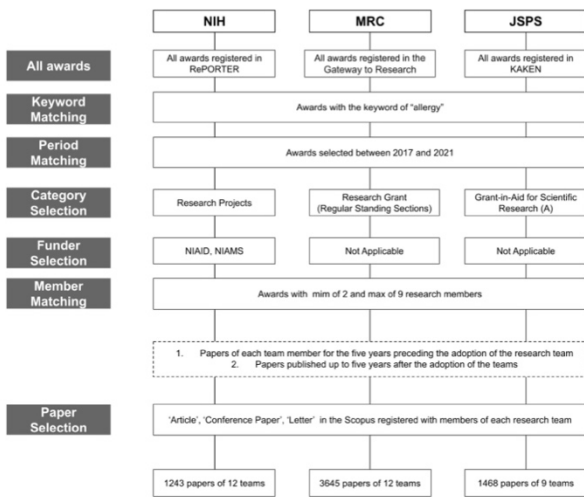 NIH
MRC
JSPS
All awards
All awards registered in
RePORTER
All awards registered in the
Gateway to Research
All awards registered in
KAKEN
Keyword
Matching
Awards with the keyword of “allergy”
Period
Matching
Awards selected between 2017 and 2021
Category
Selection
Research Projects
Research Grant
(Regular Standing Sections)
Grant-in-Aid for Scientific
Research (A)
Funder
Selection
NIAID, NIAMS
Not Applicable
Not Applicable
Member
Matching
Awards with mim of 2 and max of 9 research members
1. Papers of each team member for the five years preceding the adoption of the research team
2. Papers published up to five years after the adoption of the teams
Paper
Selection
‘Article’, ‘Conference Paper’, ‘Letter’ in the Scopus registered with members of each research team
1243 papers of 12 teams
3645 papers of 12 teams
1468 papers of 9 teams